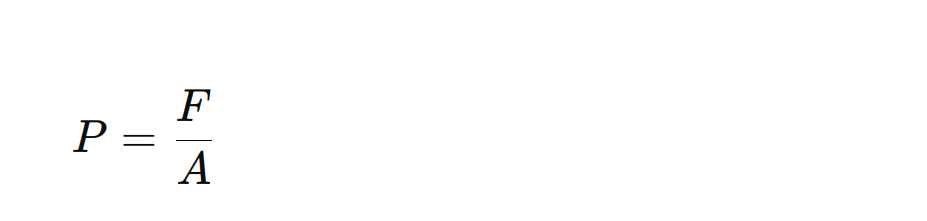 P = F/A